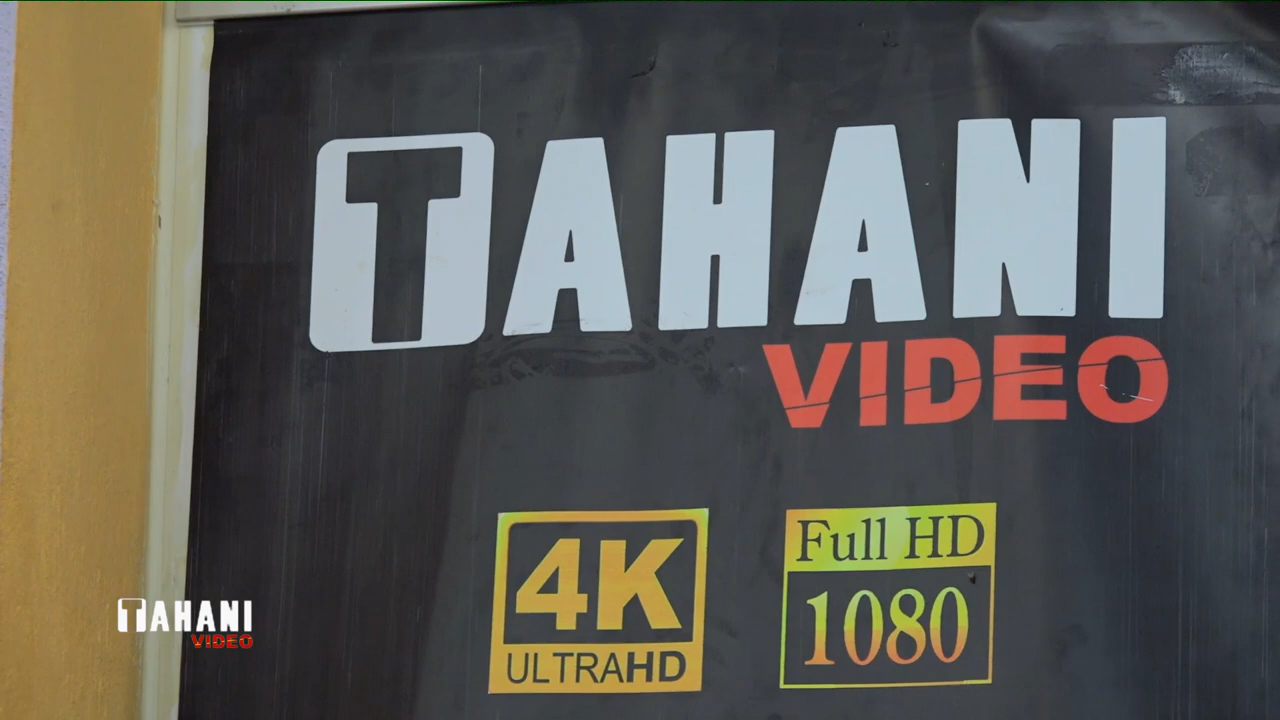 TAHANI
VIDEO
4K
ULTRAHD
Full HD
1080
TAHANI
VIDEO